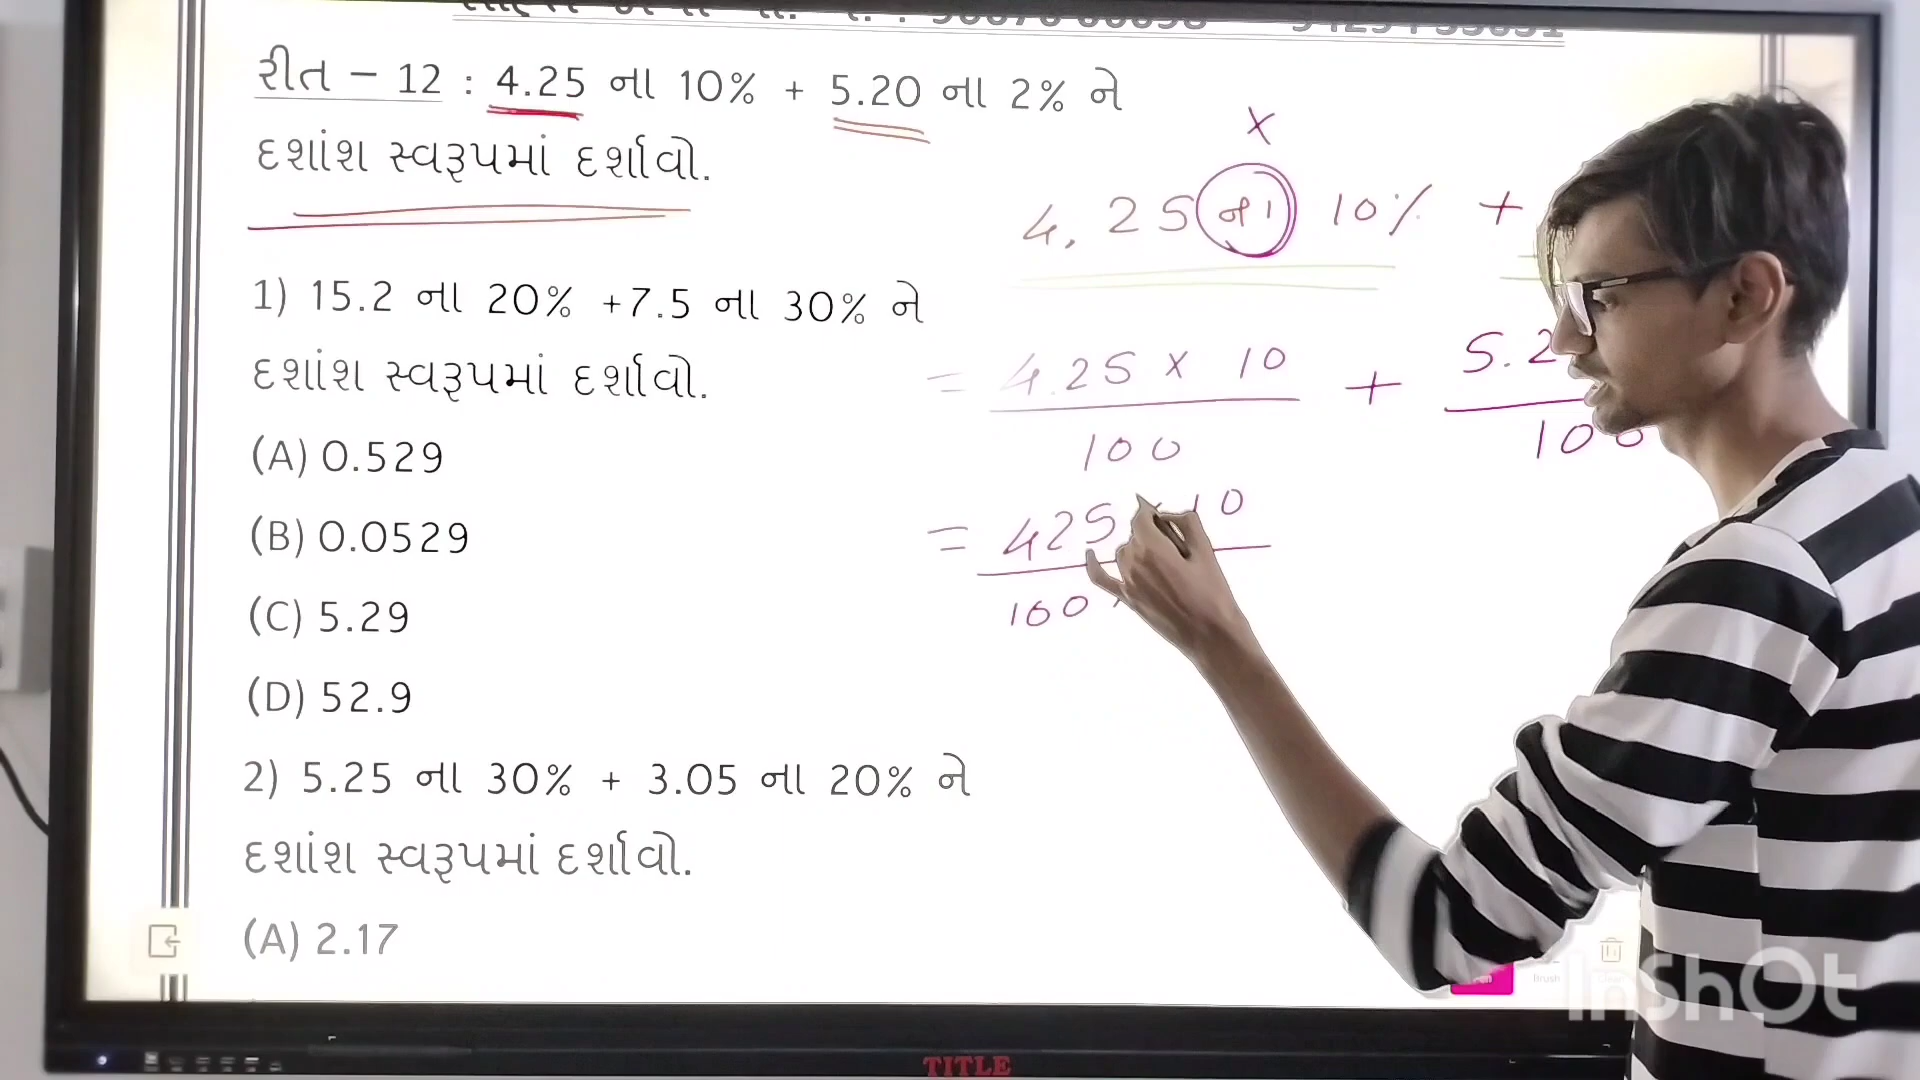 રીત – 12 : 4.25 ના 10% + 5.20 ના 2% ને
દશાંશ સ્વરૂપમાં દર્શાવો.
1) 15.2 ના 20% +7.5 ના 30% ને
દશાંશ સ્વરૂપમાં દર્શાવો.
(A) 0.529
(B) 0.0529
(C) 5.29
(D) 52.9
2) 5.25 ના 30% + 3.05 ના 20% ને
દશાંશ સ્વરૂપમાં દર્શાવો.
(A) 2.17
×
4.25 ના 10% +
= 4.25 × 10 + 5.2
100 100
= 425 10
100
Brush
InShOt
TITLE